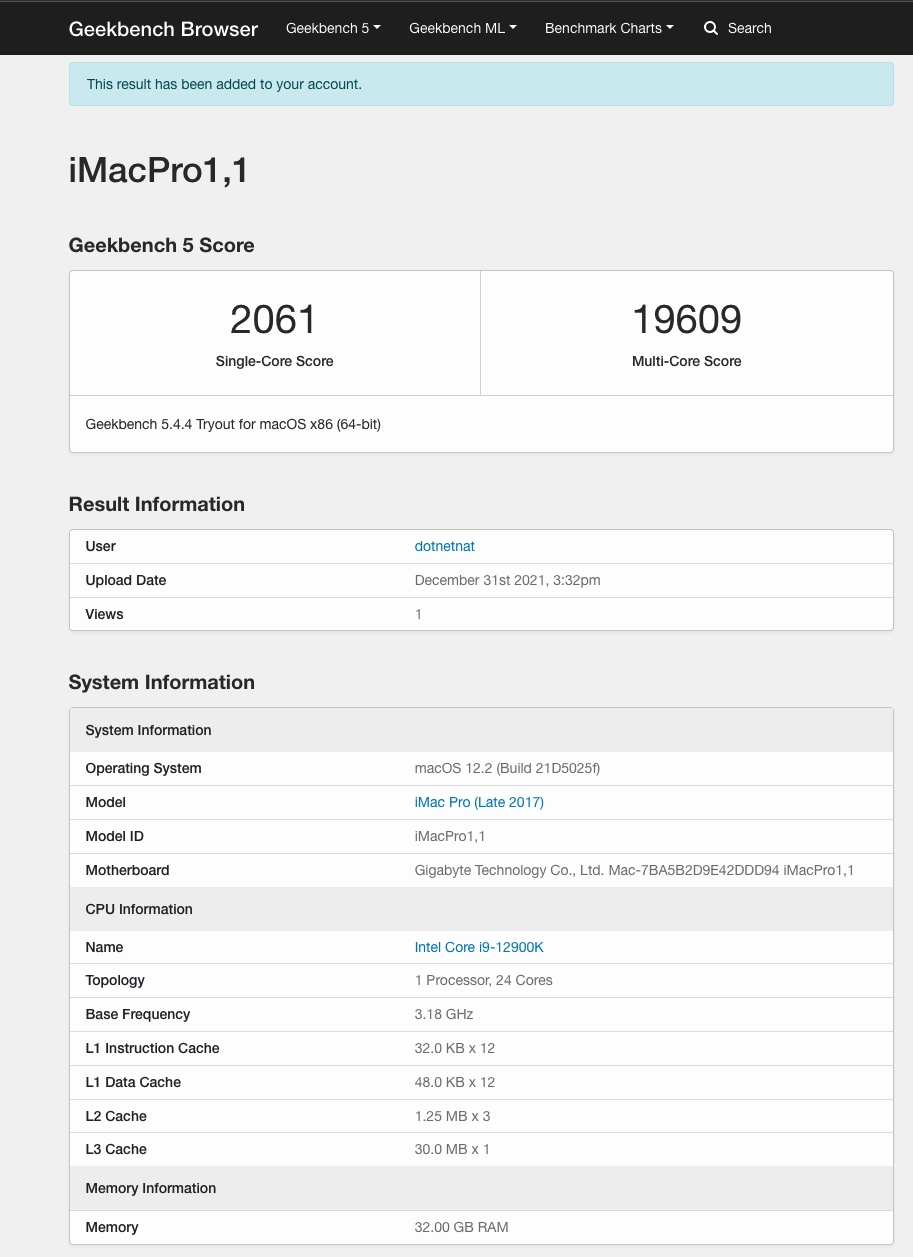 Geekbench Browser Geekbench 5 Geekbench ML Benchmark Charts Search
This result has been added to your account.
iMacPro1,1
Geekbench 5 Score
2061 19609
Single-Core Score Multi-Core Score
Geekbench 5.4.4 Tryout for macOS x86 (64-bit)
Result Information
User dotnetnat
Upload Date December 31st 2021, 3:32pm
Views 1
System Information
System Information
Operating System macOS 12.2 (Build 21D5025f)
Model iMac Pro (Late 2017)
Model ID iMacPro1,1
Motherboard Gigabyte Technology Co., Ltd. Mac-7BA5B2D9E42DDD94 iMacPro1,1
CPU Information
Name Intel Core i9-12900K
Topology 1 Processor, 24 Cores
Base Frequency 3.18 GHz
L1 Instruction Cache 32.0 KB x 12
L1 Data Cache 48.0 KB x 12
L2 Cache 1.25 MB x 3
L3 Cache 30.0 MB x 1
Memory Information
Memory 32.00 GB RAM